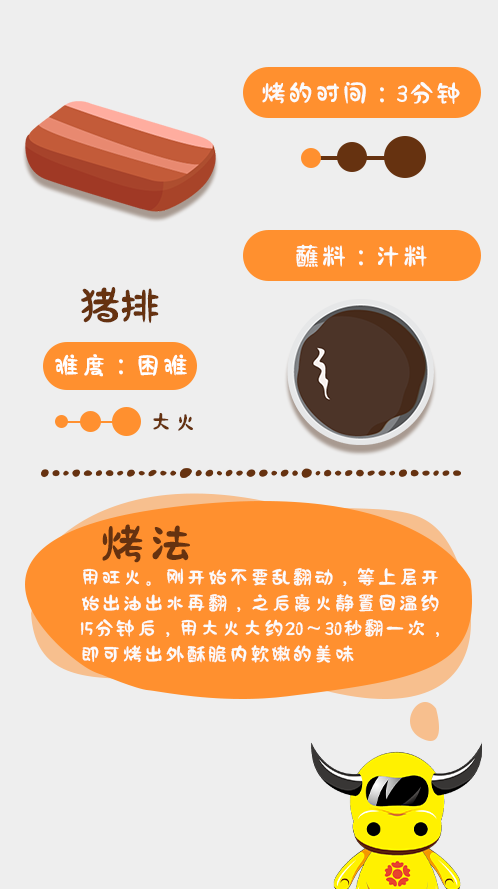 烤的时间：3分钟
蘸料：汁料
猪排
难度：困难
大火
烤法
用旺火。刚开始不要乱翻动，等上层开
始出油出水再翻，之后离火静置回温约
15分钟后，用大火大约20～30秒翻一次，
即可烤出外酥脆内软嫩的美味